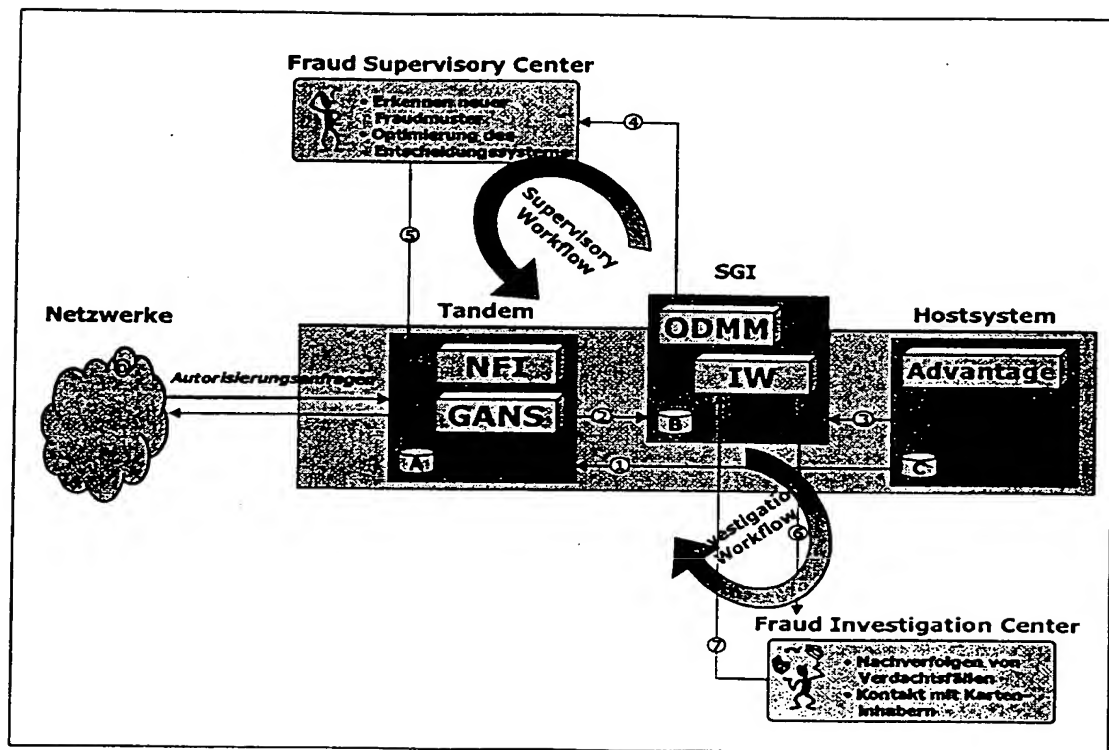 Fraud Supervisory Center
• Erkennen neuer
Fraudmuster
• Optimierung des
Entscheidungssystems
④
⑤
Supervisory
Workflow
SGI
Netzwerke
Tandem
Hostsystem
ODMM
NFI
IW
Advantage
Autorisierungsanfragen
GANS
②
B
③
A
①
C
Investigation
Workflow
⑥
⑦
Fraud Investigation Center
• Nachverfolgen von
Verdachtsfällen
• Kontakt mit Karten-
inhabern